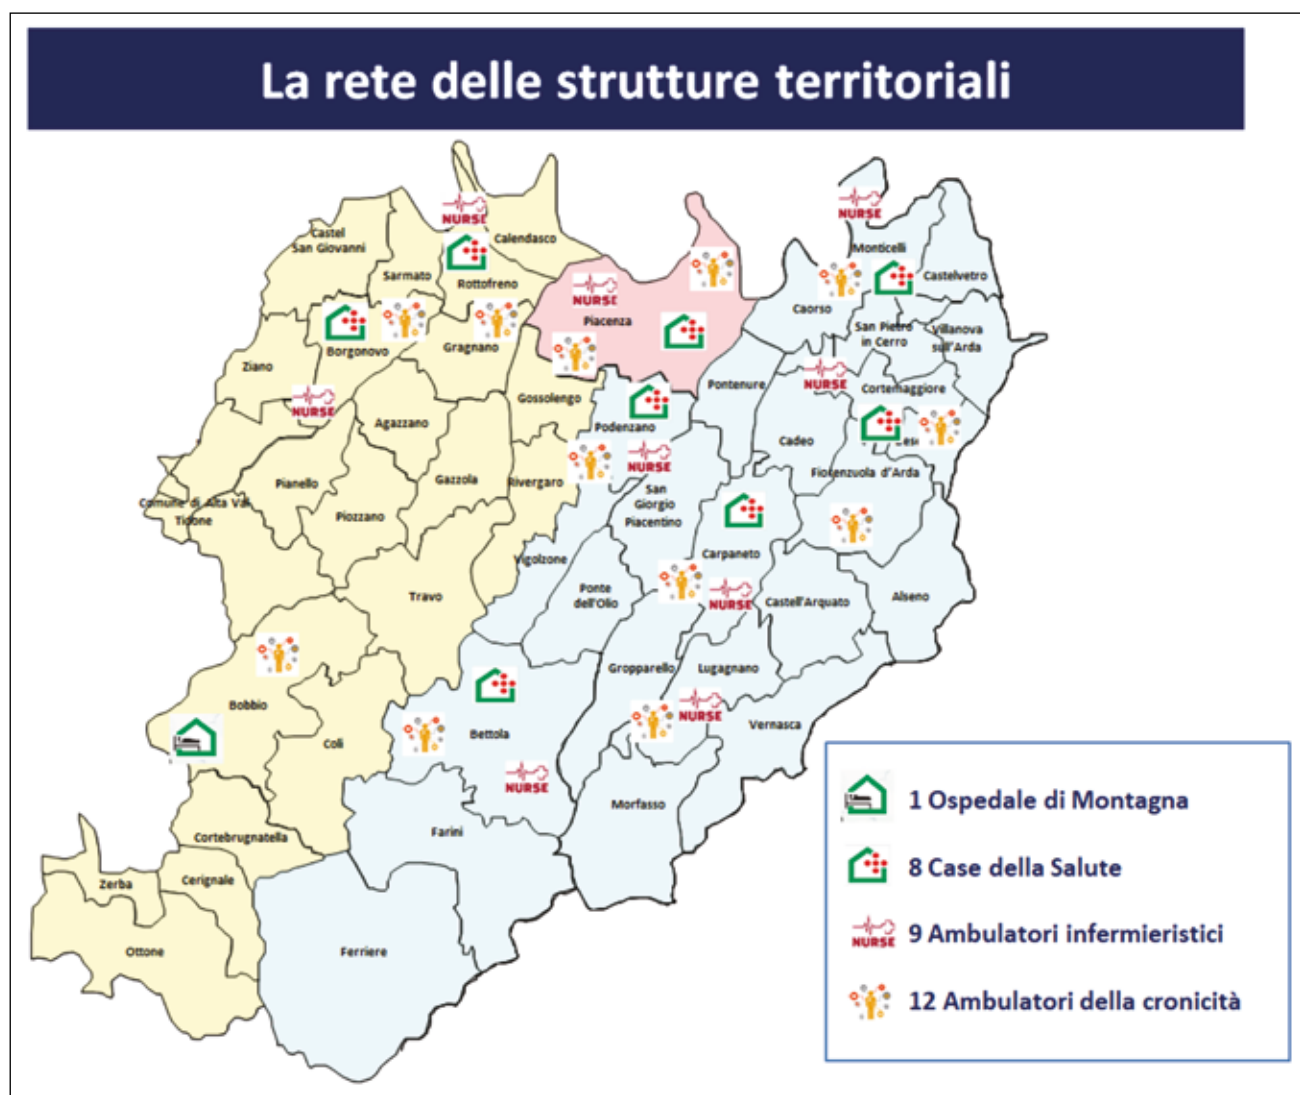 La rete delle strutture territoriali
NURSE
Castel
San Giovanni
Calendasco
Sarmato
Rottofreno
NURSE
Piacenza
NURSE
Monticelli
Castelvetro
Caorso
San Pietro
in Cerro
Villanova
sull'Arda
Ziano
Borgonovo
Gragnano
NURSE
Gossolengo
Agazzano
Podenzano
Pontenure
NURSE
Cortemaggiore
Cadeo
Fiorenzuola d'Arda
NURSE
Pianello
Gazzola
Rivergaro
Comune di Alta Val
Tidone
Piozzano
San
Giorgio
Piacentino
Vigolzone
Carpaneto
Travo
Ponte
dell'Olio
NURSE
Castell'Arquato
Alseno
Gropparello
Lugagnano
NURSE
Vernasca
Bobbio
Coli
Bettola
NURSE
Morfasso
Farini
Cortebrugnatella
Zerba
Cerignale
Ottone
Ferriere
1 Ospedale di Montagna
8 Case della Salute
NURSE 9 Ambulatori infermieristici
12 Ambulatori della cronicità